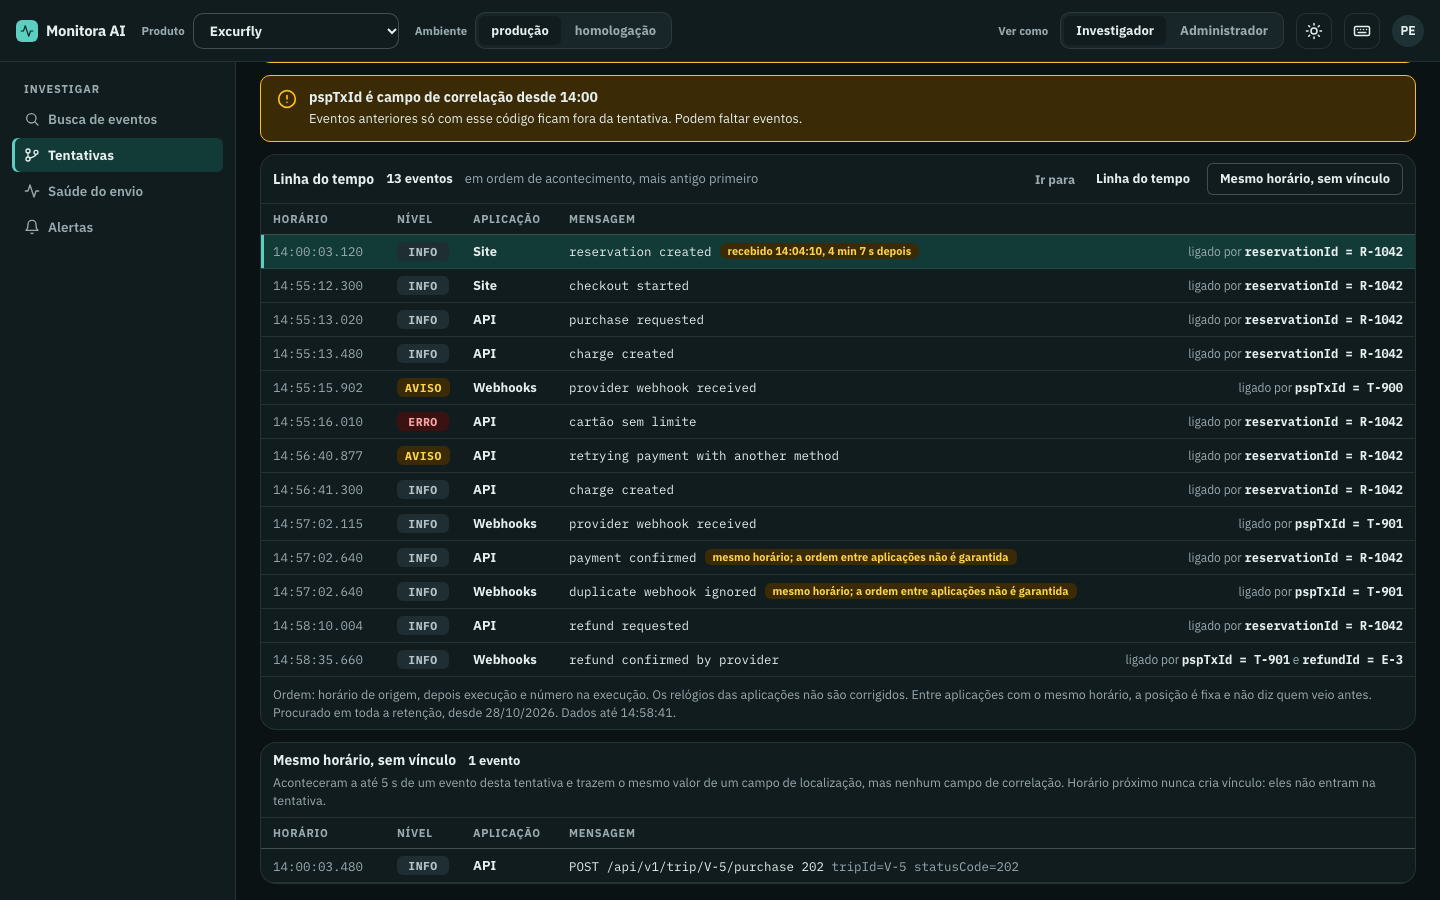 Monitora AI Produto Excurfly Ambiente produção homologação Ver como Investigador Administrador PE
INVESTIGAR
Busca de eventos
Tentativas
Saúde do envio
Alertas
pspTxId é campo de correlação desde 14:00
Eventos anteriores só com esse código ficam fora da tentativa. Podem faltar eventos.
Linha do tempo 13 eventos em ordem de acontecimento, mais antigo primeiro Ir para Linha do tempo Mesmo horário, sem vínculo
HORÁRIO NÍVEL APLICAÇÃO MENSAGEM
14:00:03.120 INFO Site reservation created recebido 14:04:10, 4 min 7 s depois ligado por reservationId = R-1042
14:55:12.300 INFO Site checkout started ligado por reservationId = R-1042
14:55:13.020 INFO API purchase requested ligado por reservationId = R-1042
14:55:13.480 INFO API charge created ligado por reservationId = R-1042
14:55:15.902 AVISO Webhooks provider webhook received ligado por pspTxId = T-900
14:55:16.010 ERRO API cartão sem limite ligado por reservationId = R-1042
14:56:40.877 AVISO API retrying payment with another method ligado por reservationId = R-1042
14:56:41.300 INFO API charge created ligado por reservationId = R-1042
14:57:02.115 INFO Webhooks provider webhook received ligado por pspTxId = T-901
14:57:02.640 INFO API payment confirmed mesmo horário; a ordem entre aplicações não é garantida ligado por reservationId = R-1042
14:57:02.640 INFO Webhooks duplicate webhook ignored mesmo horário; a ordem entre aplicações não é garantida ligado por pspTxId = T-901
14:58:10.004 INFO API refund requested ligado por reservationId = R-1042
14:58:35.660 INFO Webhooks refund confirmed by provider ligado por pspTxId = T-901 e refundId = E-3
Ordem: horário de origem, depois execução e número na execução. Os relógios das aplicações não são corrigidos. Entre aplicações com o mesmo horário, a posição é fixa e não diz quem veio antes.
Procurado em toda a retenção, desde 28/10/2026. Dados até 14:58:41.
Mesmo horário, sem vínculo 1 evento
Aconteceram a até 5 s de um evento desta tentativa e trazem o mesmo valor de um campo de localização, mas nenhum campo de correlação. Horário próximo nunca cria vínculo: eles não entram na
tentativa.
HORÁRIO NÍVEL APLICAÇÃO MENSAGEM
14:00:03.480 INFO API POST /api/v1/trip/V-5/purchase 202 tripId=V-5 statusCode=202